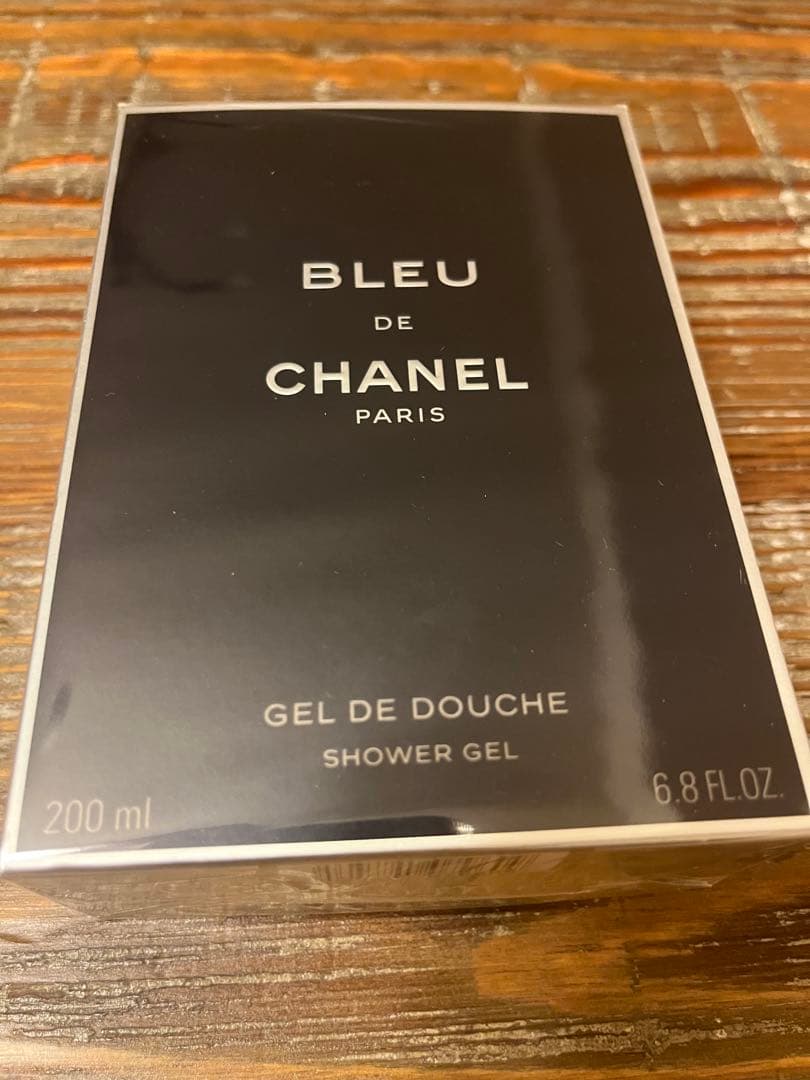 BLEU
DE
CHANEL
PARIS
GEL DE DOUCHE
SHOWER GEL
200 ml
6.8 FL.OZ.